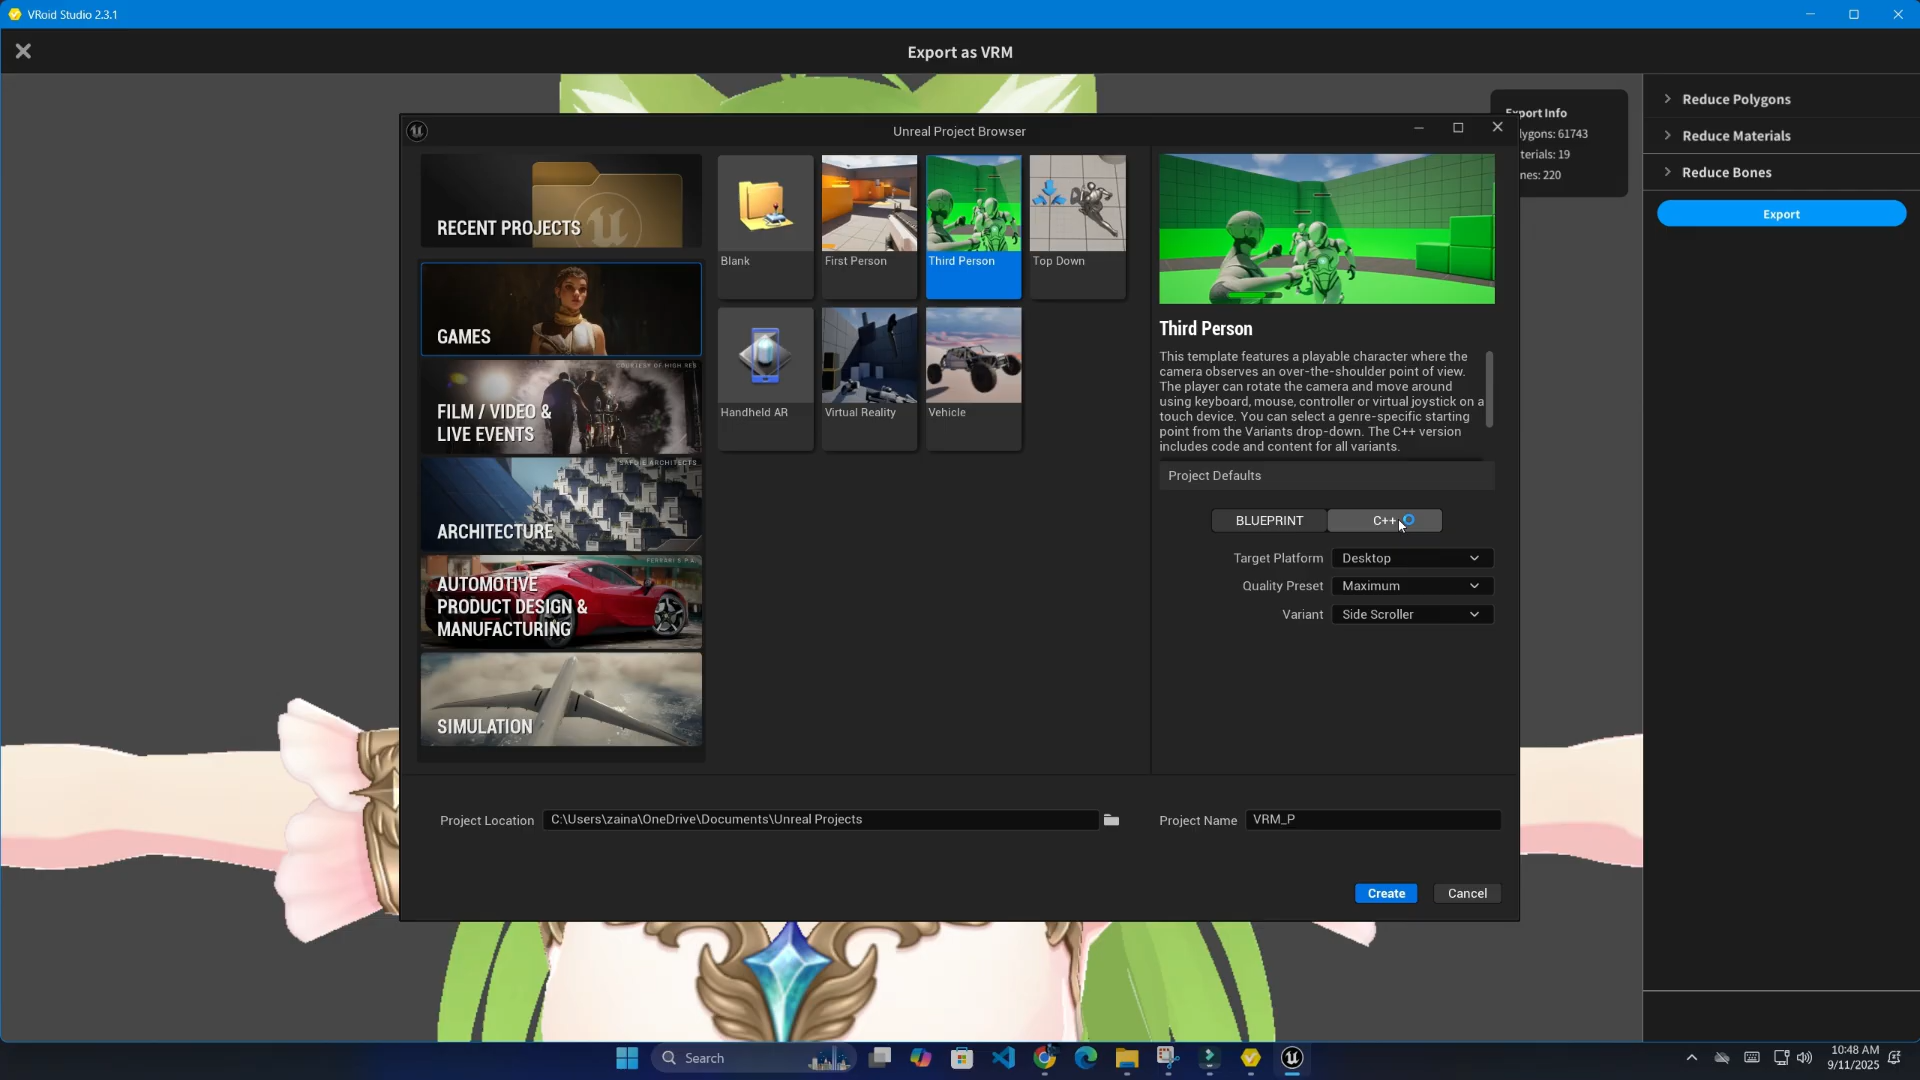 VRoid Studio 2.3.1
Export as VRM
Export Info
lygons: 61743
terials: 19
nes: 220
Reduce Polygons
Reduce Materials
Reduce Bones
Export
Unreal Project Browser
RECENT PROJECTS
GAMES
COURTESY OF HIGH RES
FILM / VIDEO &
LIVE EVENTS
SAFDIE ARCHITECTS
ARCHITECTURE
FERRARI S.P.A.
AUTOMOTIVE
PRODUCT DESIGN &
MANUFACTURING
SIMULATION
Blank
First Person
Third Person
Top Down
Handheld AR
Virtual Reality
Vehicle
Third Person
This template features a playable character where the
camera observes an over-the-shoulder point of view.
The player can rotate the camera and move around
using keyboard, mouse, controller or virtual joystick on a
touch device. You can select a genre-specific starting
point from the Variants drop-down. The C++ version
includes code and content for all variants.
Project Defaults
BLUEPRINT
C++
Target Platform
Desktop
Quality Preset
Maximum
Variant
Side Scroller
Project Location
C:\Users\zaina\OneDrive\Documents\Unreal Projects
Project Name
VRM_P
Create
Cancel
Search
10:48 AM
9/11/2025